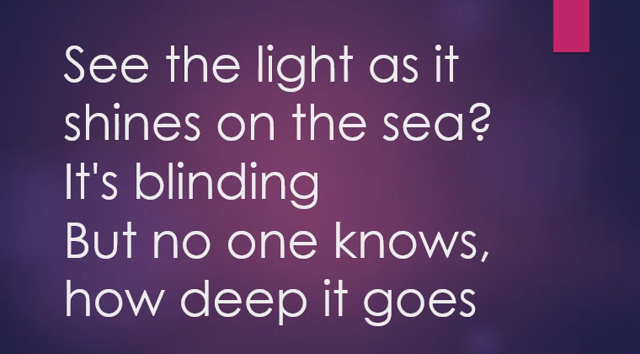 See the light as it
shines on the sea?
It's blinding
But no one knows,
how deep it goes